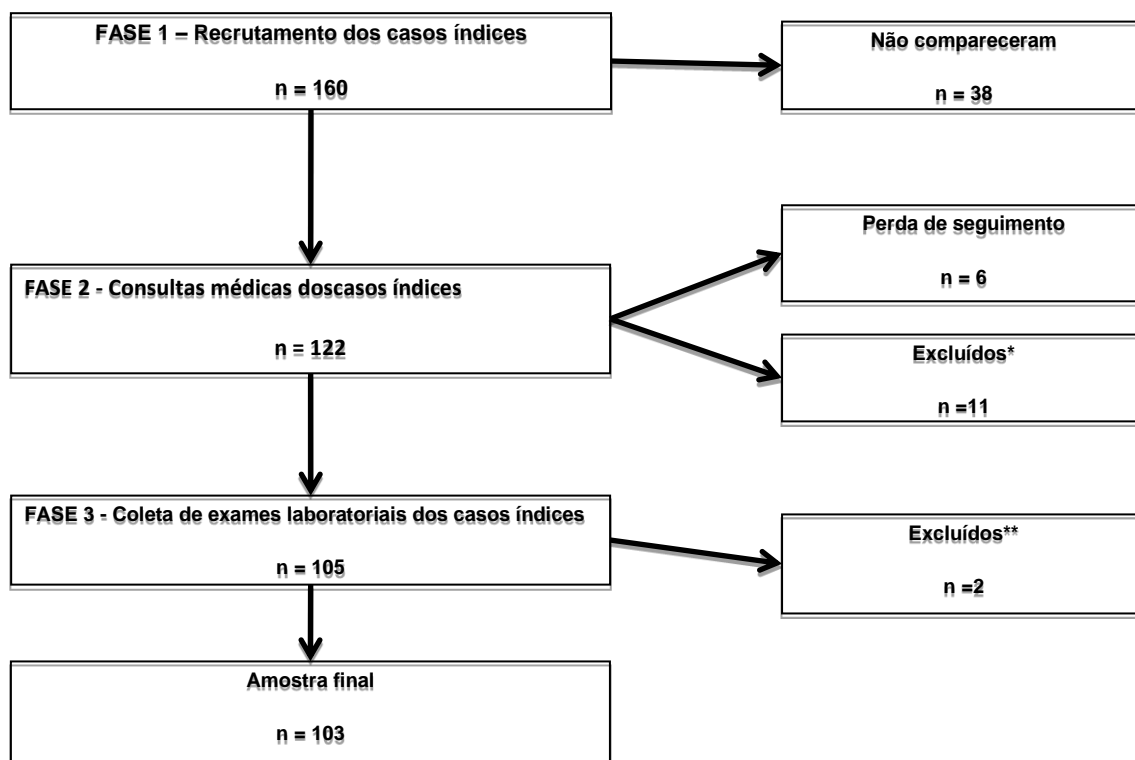 FASE 1 – Recrutamento dos casos índices
n = 160
Não compareceram
n = 38
Perda de seguimento
n = 6
FASE 2 - Consultas médicas doscasos índices
n = 122
Excluídos*
n =11
FASE 3 - Coleta de exames laboratoriais dos casos índices
n = 105
Excluídos**
n =2
Amostra final
n = 103